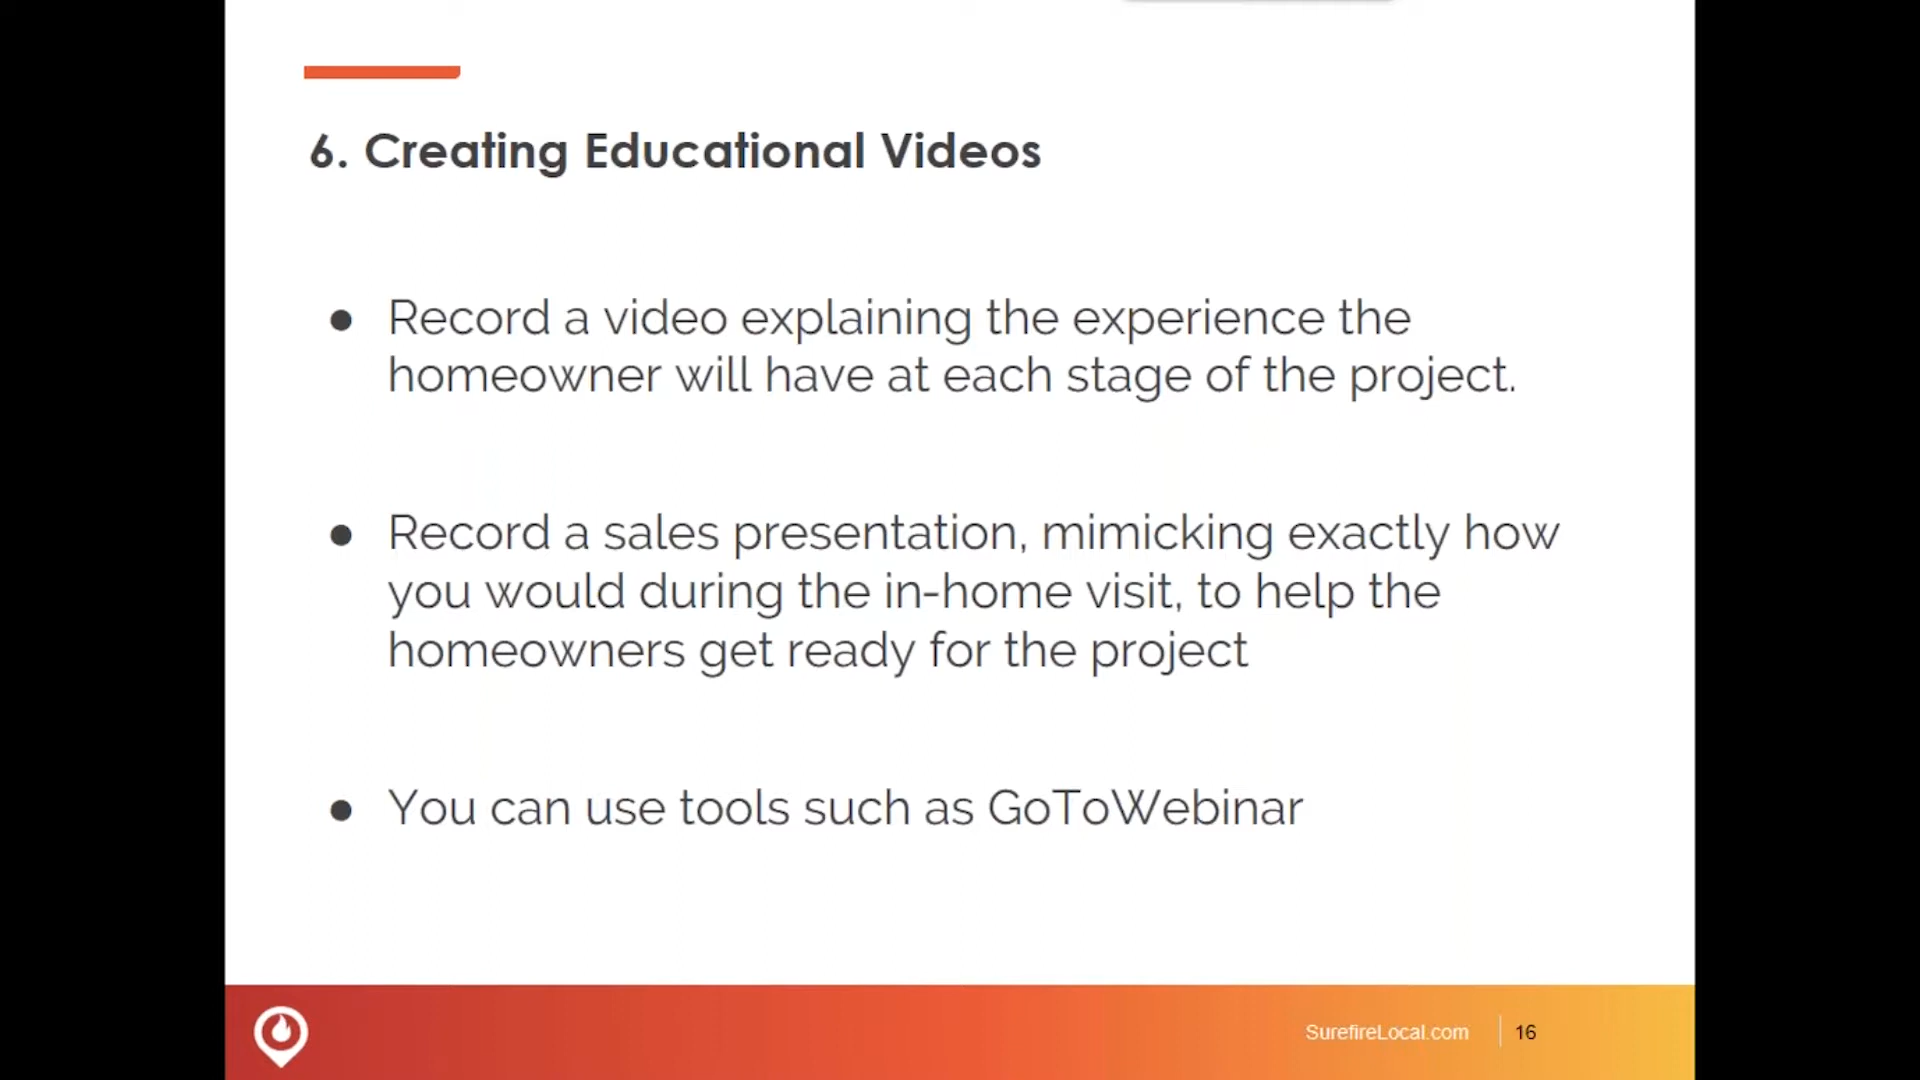 6. Creating Educational Videos
● Record a video explaining the experience the
homeowner will have at each stage of the project.
● Record a sales presentation, mimicking exactly how
you would during the in-home visit, to help the
homeowners get ready for the project
● You can use tools such as GoToWebinar
SurefireLocal.com | 16